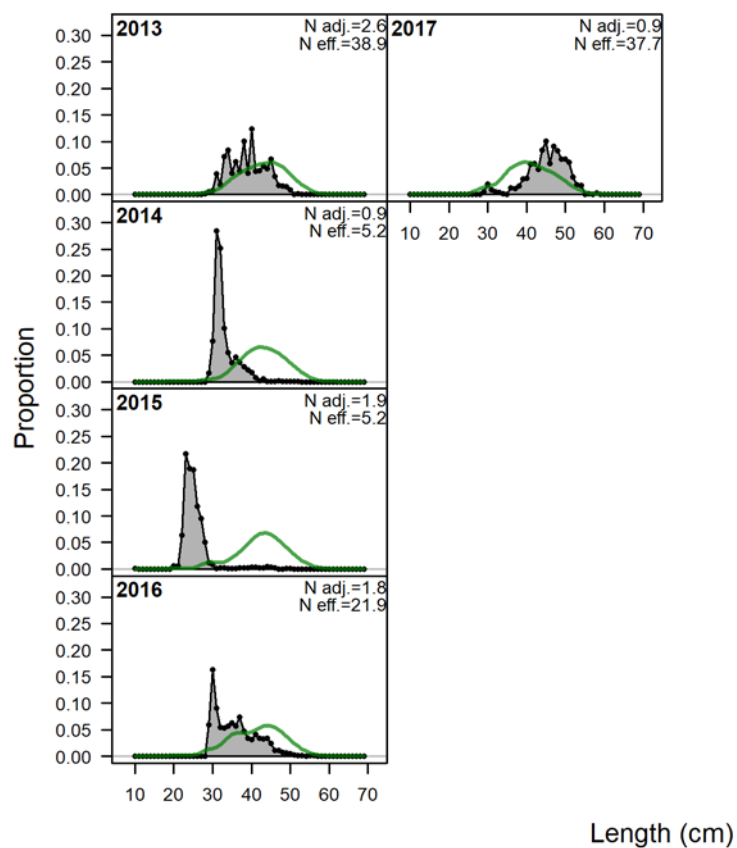 2013
N adj.=2.6
N eff.=38.9
0.30
0.25
0.20
0.15
0.10
0.05
0.00
2017
N adj.=0.9
N eff.=37.7
10 20 30 40 50 60 70
2014
N adj.=0.9
N eff.=5.2
0.30
0.25
0.20
0.15
0.10
0.05
0.00
Proportion
2015
N adj.=1.9
N eff.=5.2
0.30
0.25
0.20
0.15
0.10
0.05
0.00
2016
N adj.=1.8
N eff.=21.9
0.30
0.25
0.20
0.15
0.10
0.05
0.00
10 20 30 40 50 60 70
Length (cm)